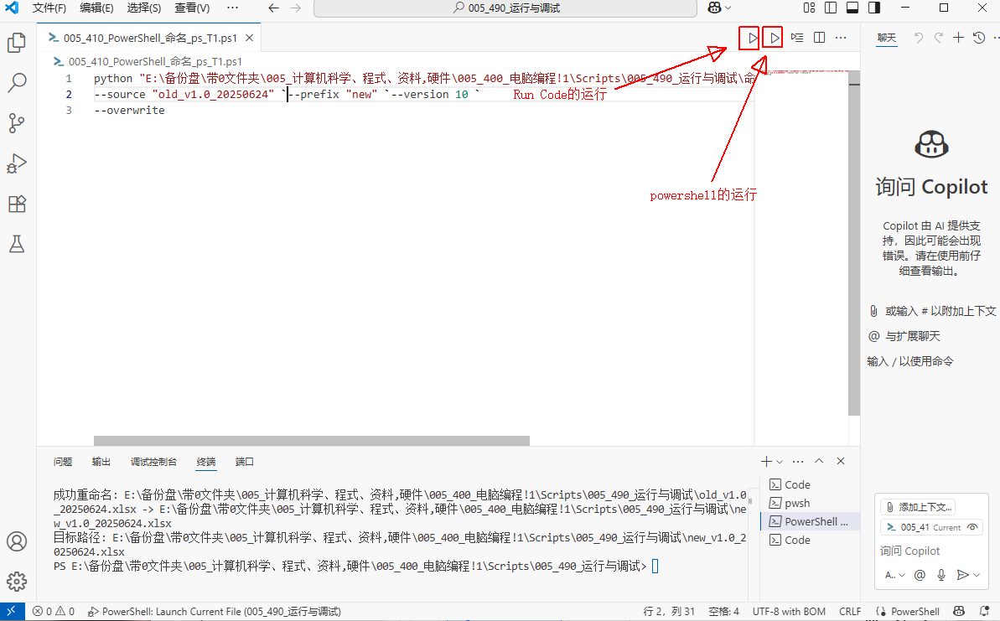 文件(F) 编辑(E) 选择(S) 查看(V) ··· 005_490_运行与调试
005_410_PowerShell_命名_ps_T1.ps1
聊天
005_410_PowerShell_命名_ps_T1.ps1
1 python "E:\备份盘\带0文件夹\005_计算机科学、程式、资料,硬件\005_400_电脑编程!1\Scripts\005_490_运行与调试\命
2 --source "old_v1.0_20250624" `--prefix "new" `--version 10 `
Run Code的运行
3 --overwrite
powershell的运行
询问 Copilot
Copilot 由 AI 提供支
持，因此可能会出现
错误。请在使用前仔
细查看输出。
或输入 # 以附加上下文
@ 与扩展聊天
输入 / 以使用命令
问题 输出 调试控制台 终端 端口
成功重命名: E:\备份盘\带0文件夹\005_计算机科学、程式、资料,硬件\005_400_电脑编程!1\Scripts\005_490_运行与调试\old_v1.0
_20250624.xlsx -> E:\备份盘\带0文件夹\005_计算机科学、程式、资料,硬件\005_400_电脑编程!1\Scripts\005_490_运行与调试\ne
w_v1.0_20250624.xlsx
目标路径: E:\备份盘\带0文件夹\005_计算机科学、程式、资料,硬件\005_400_电脑编程!1\Scripts\005_490_运行与调试\new_v1.0_2
0250624.xlsx
PS E:\备份盘\带0文件夹\005_计算机科学、程式、资料,硬件\005_400_电脑编程!1\Scripts\005_490_运行与调试>
Code
pwsh
PowerShell ...
Code
添加上下文...
005_41 Current
询问 Copilot
A..
0 0 PowerShell: Launch Current File (005_490_运行与调试) 行 2，列 31 空格: 4 UTF-8 with BOM CRLF PowerShell